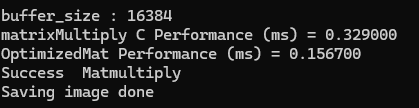 buffer_size : 16384
matrixMultiply C Performance (ms) = 0.329000
OptimizedMat Performance (ms) = 0.156700
Success  Matmultiply
Saving image done